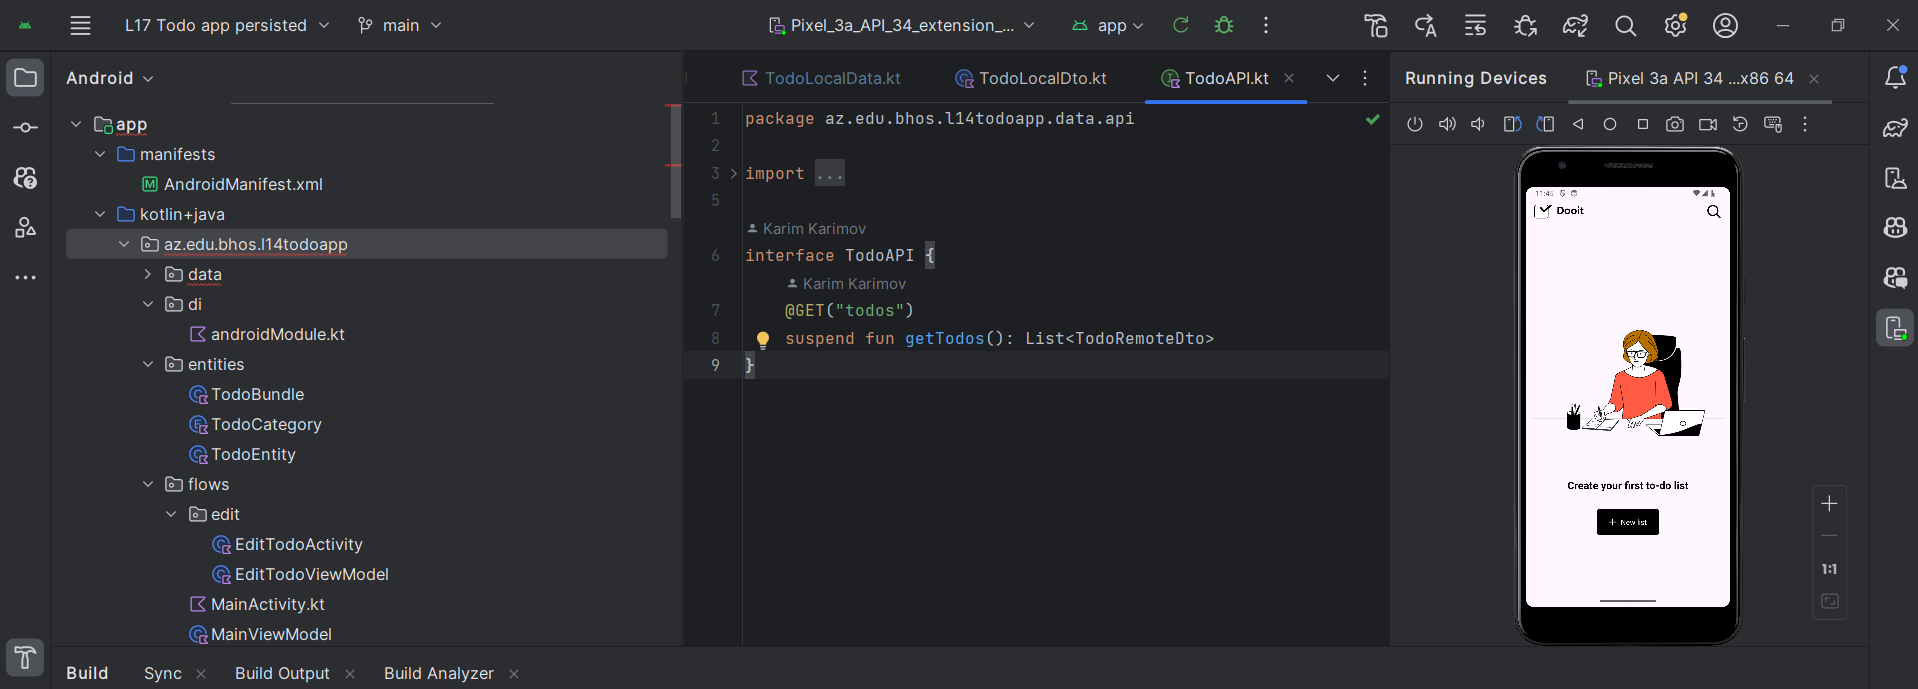 L17 Todo app persisted
main
Pixel_3a_API_34_extension_...
app
Android
app
manifests
M AndroidManifest.xml
kotlin+java
az.edu.bhos.l14todoapp
data
di
androidModule.kt
entities
TodoBundle
TodoCategory
TodoEntity
flows
edit
EditTodoActivity
EditTodoViewModel
MainActivity.kt
MainViewModel
TodoLocalData.kt
TodoLocalDto.kt
TodoAPI.kt
1 package az.edu.bhos.l14todoapp.data.api
2
3 import ...
5
Karim Karimov
6 interface TodoAPI {
Karim Karimov
7 @GET("todos")
8 suspend fun getTodos(): List<TodoRemoteDto>
9 }
Running Devices
Pixel 3a API 34 ...x86 64
11:45
Dooit
Create your first to-do list
+ New list
1:1
Build
Sync
Build Output
Build Analyzer